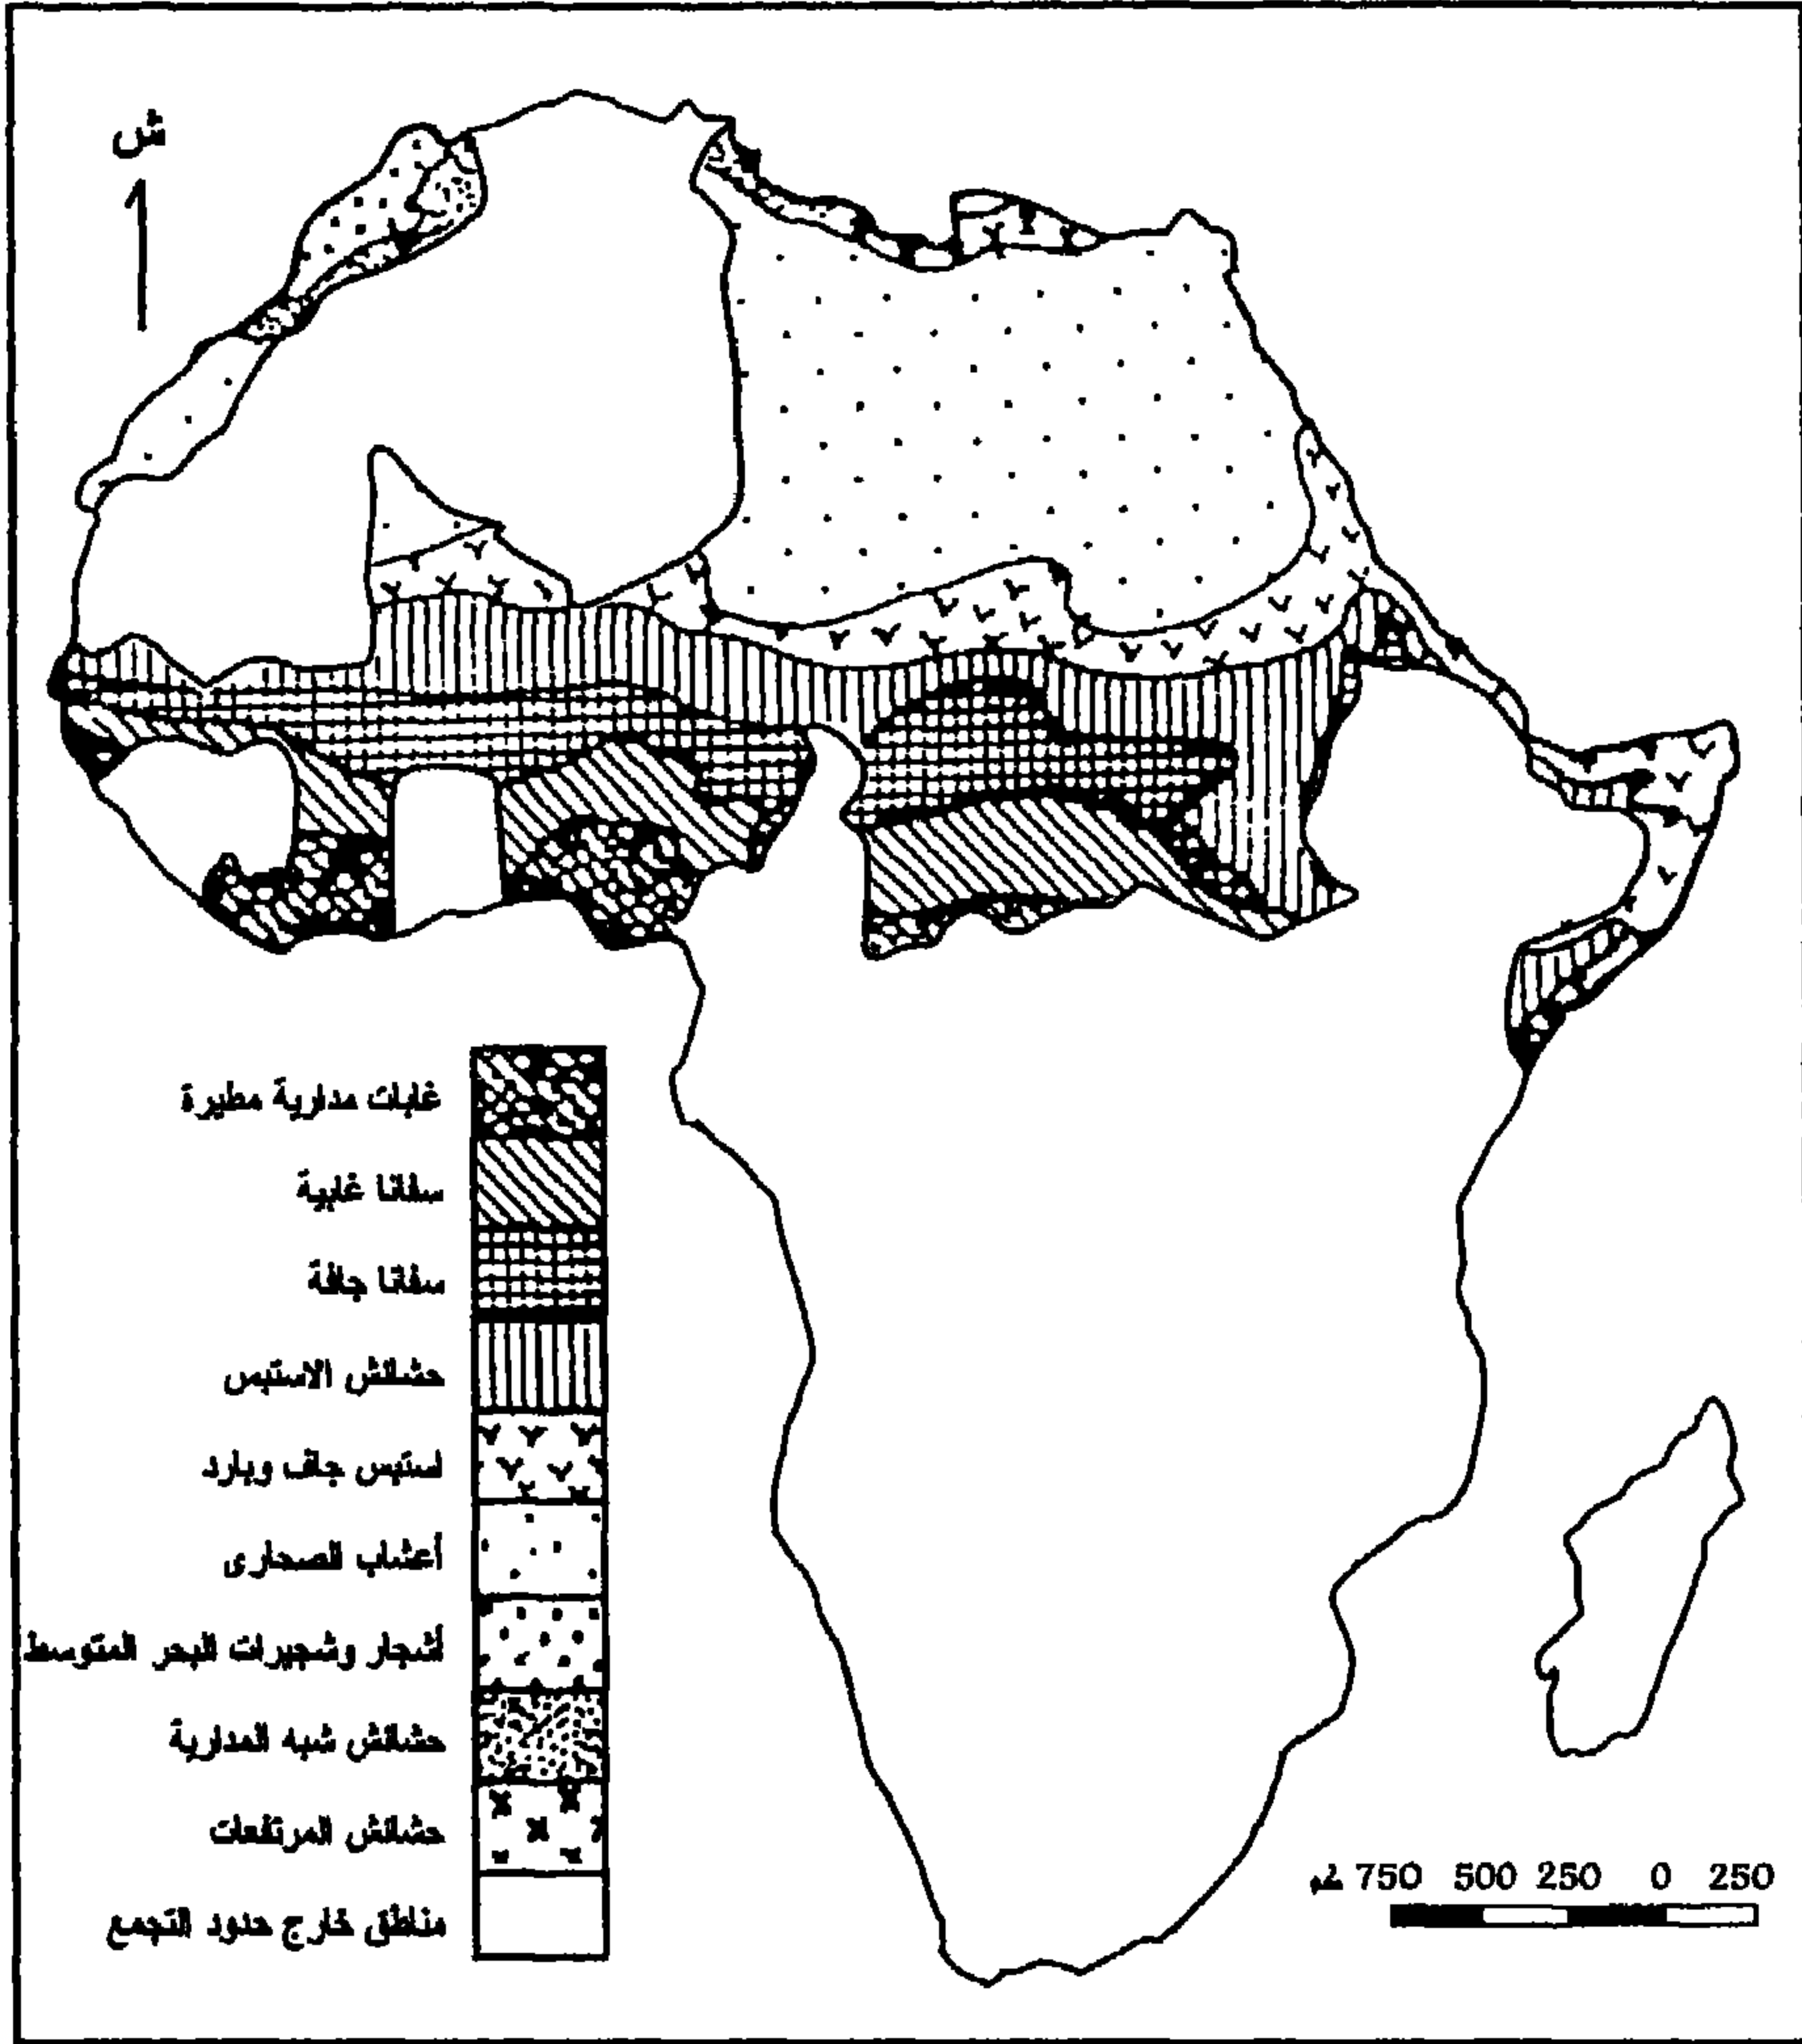 ش
غابات مدارية مطيرة
سفانا غابية
سفانا جافة
حشائش الاستبس
استبس جاف وبارد
أعشاب الصحارى
أشجار وشجيرات البحر المتوسط
حشائش شبه المدارية
حشائش المرتفعات
مناطق خارج حدود التجمع
250 0 250 500 750 كم